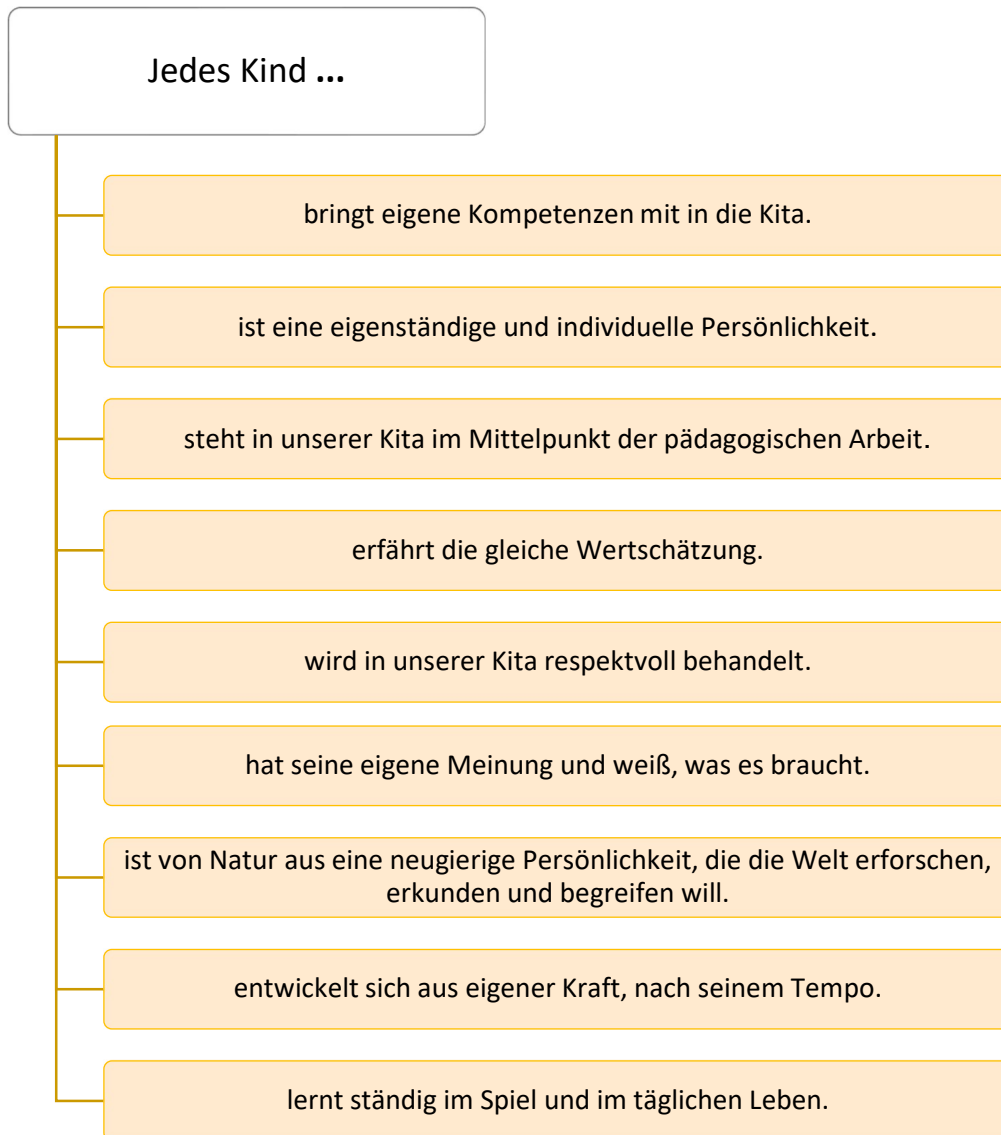 Jedes Kind ...
bringt eigene Kompetenzen mit in die Kita.
ist eine eigenständige und individuelle Persönlichkeit.
steht in unserer Kita im Mittelpunkt der pädagogischen Arbeit.
erfährt die gleiche Wertschätzung.
wird in unserer Kita respektvoll behandelt.
hat seine eigene Meinung und weiß, was es braucht.
ist von Natur aus eine neugierige Persönlichkeit, die die Welt erforschen,
erkunden und begreifen will.
entwickelt sich aus eigener Kraft, nach seinem Tempo.
lernt ständig im Spiel und im täglichen Leben.